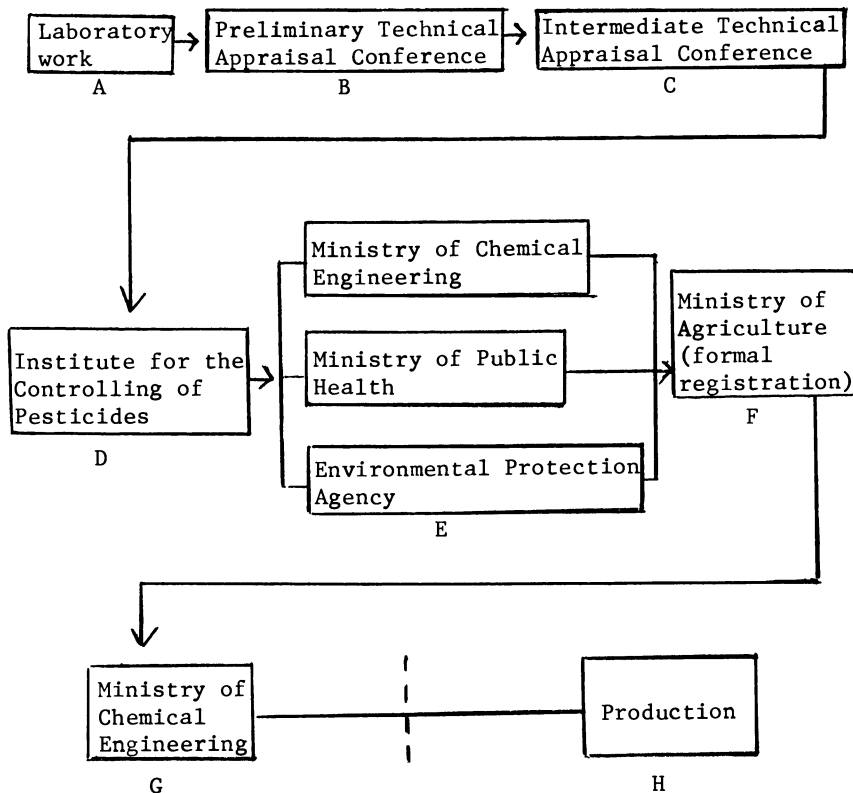 Laboratory
work
A
Preliminary Technical
Appraisal Conference
B
Intermediate Technical
Appraisal Conference
C
Institute for the
Controlling of
Pesticides
D
Ministry of Chemical
Engineering
Ministry of Public
Health
Environmental Protection
Agency
E
Ministry of
Agriculture
(formal
registration)
F
Ministry of
Chemical
Engineering
G
Production
H